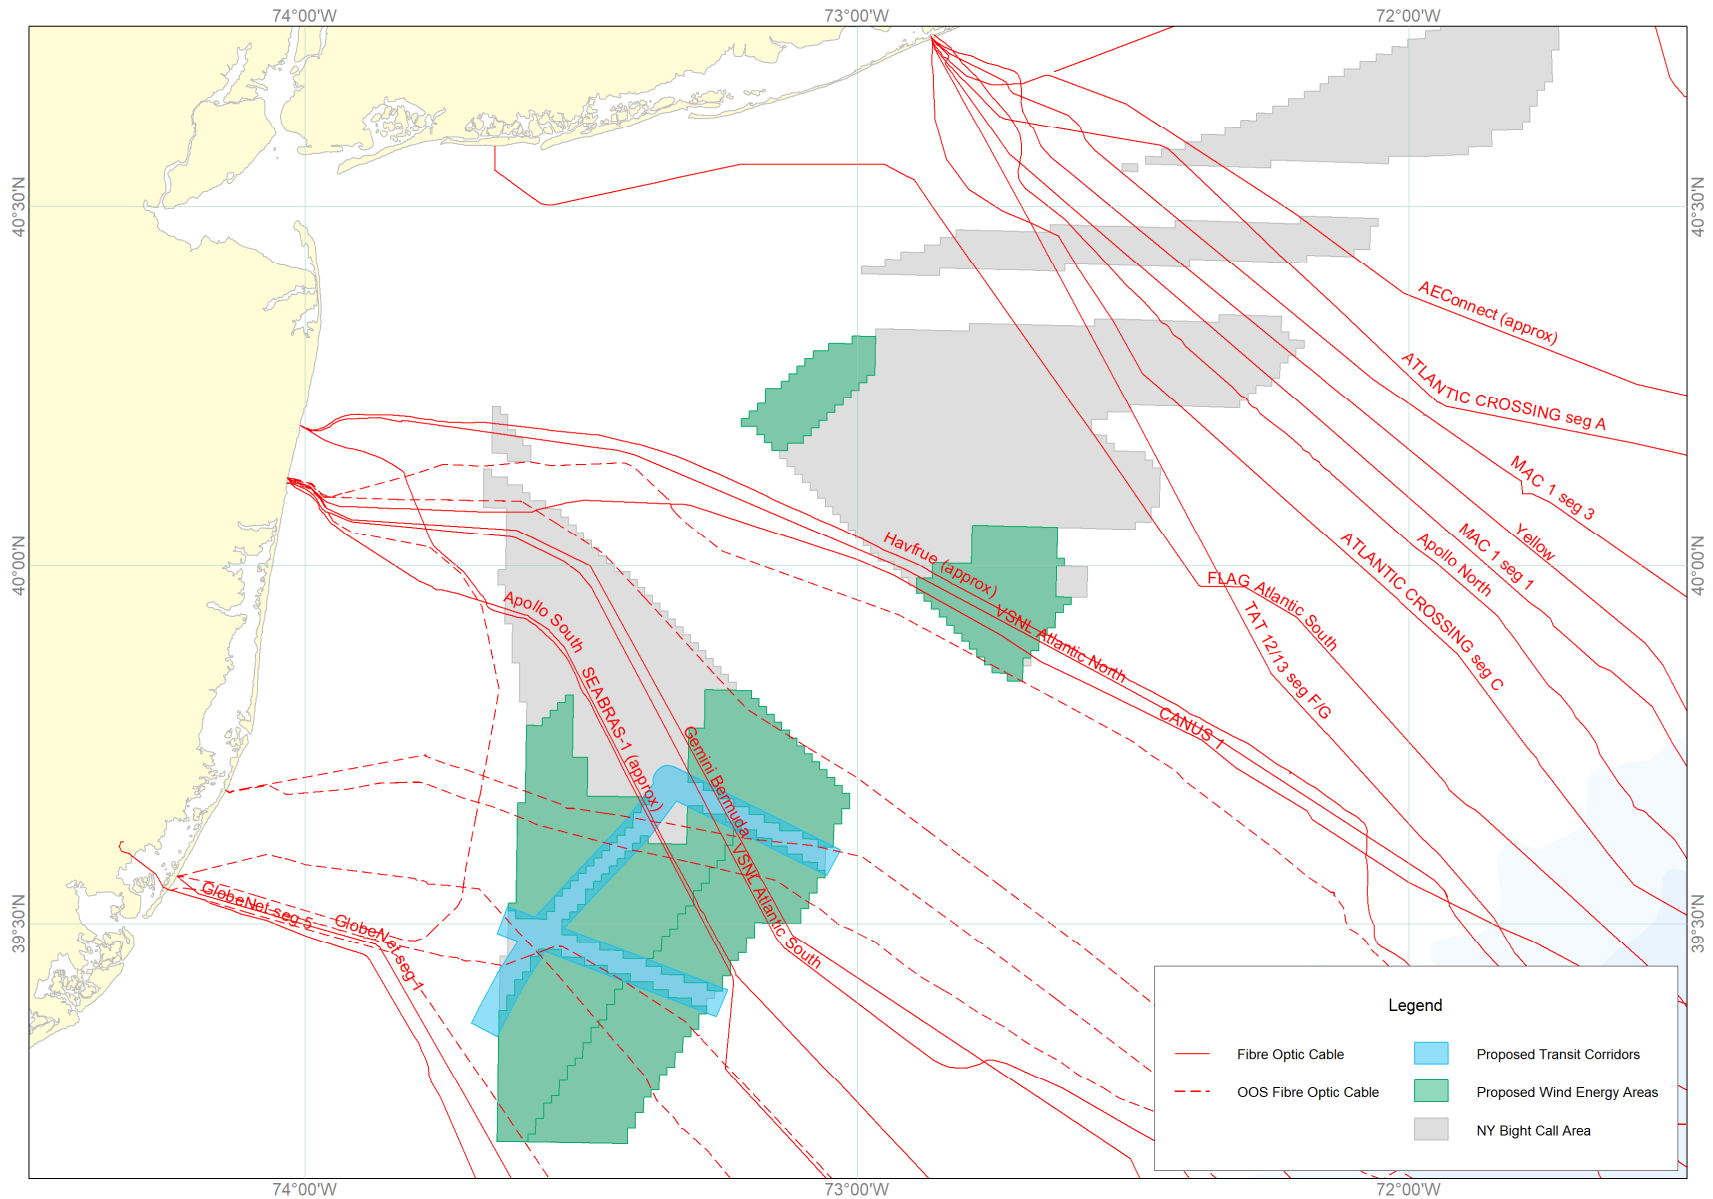 74°00'W
73°00'W
72°00'W
40°30'N
40°30'N
AEConnect (approx)
ATLANTIC CROSSING seg A
MAC 1 seg 3
Yellow
MAC 1 seg 1
Apollo North
ATLANTIC CROSSING seg C
Havfrue (approx)
40°00'N
40°00'N
FLAG Atlantic South
TAT 12/13 seg F/G
VSNL Atlantic North
CANUS 1
Apollo South
SEABRAS-1 (approx)
Gemini Bermuda
VSNL Atlantic South
GlobeNet seg 5
GlobeNet seg 1
39°30'N
39°30'N
Legend
Fibre Optic Cable
OOS Fibre Optic Cable
Proposed Transit Corridors
Proposed Wind Energy Areas
NY Bight Call Area
74°00'W
73°00'W
72°00'W